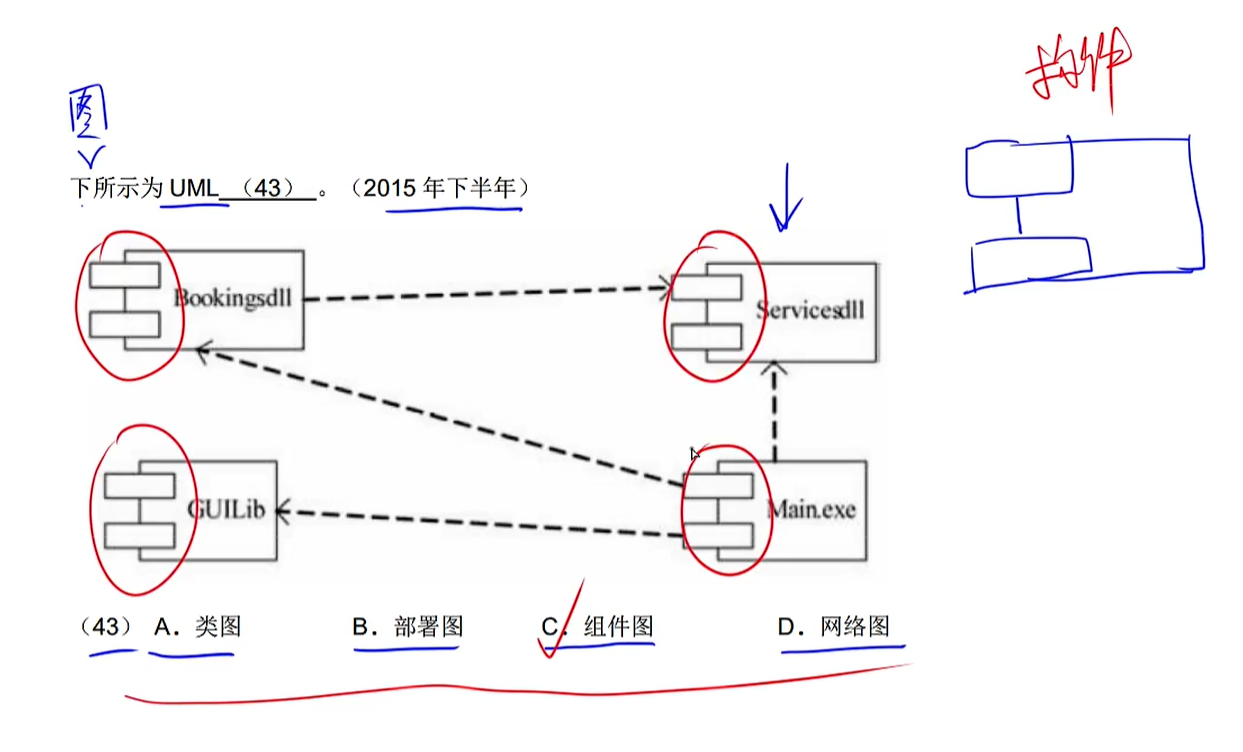 构件
图
下所示为 UML （43） 。（2015 年下半年）
Bookingsdll
Servicesdll
GUILib
Main.exe
（43） A．类图 B．部署图 C．组件图 D．网络图